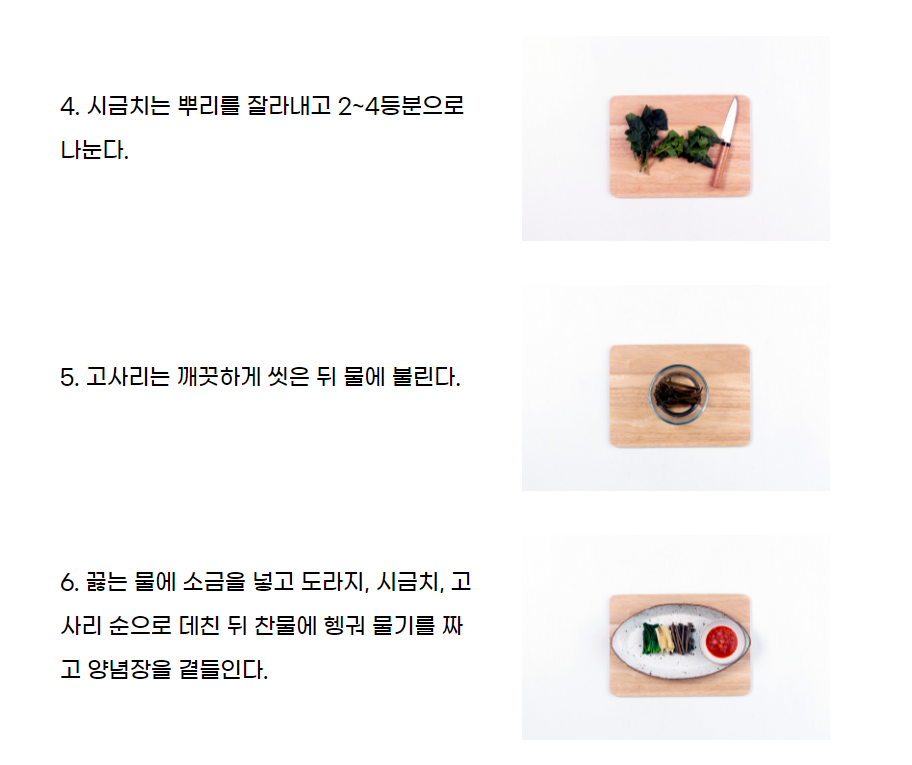 4. 시금치는 뿌리를 잘라내고 2~4등분으로
나눈다.
5. 고사리는 깨끗하게 씻은 뒤 물에 불린다.
6. 끓는 물에 소금을 넣고 도라지, 시금치, 고
사리 순으로 데친 뒤 찬물에 헹궈 물기를 짜
고 양념장을 곁들인다.